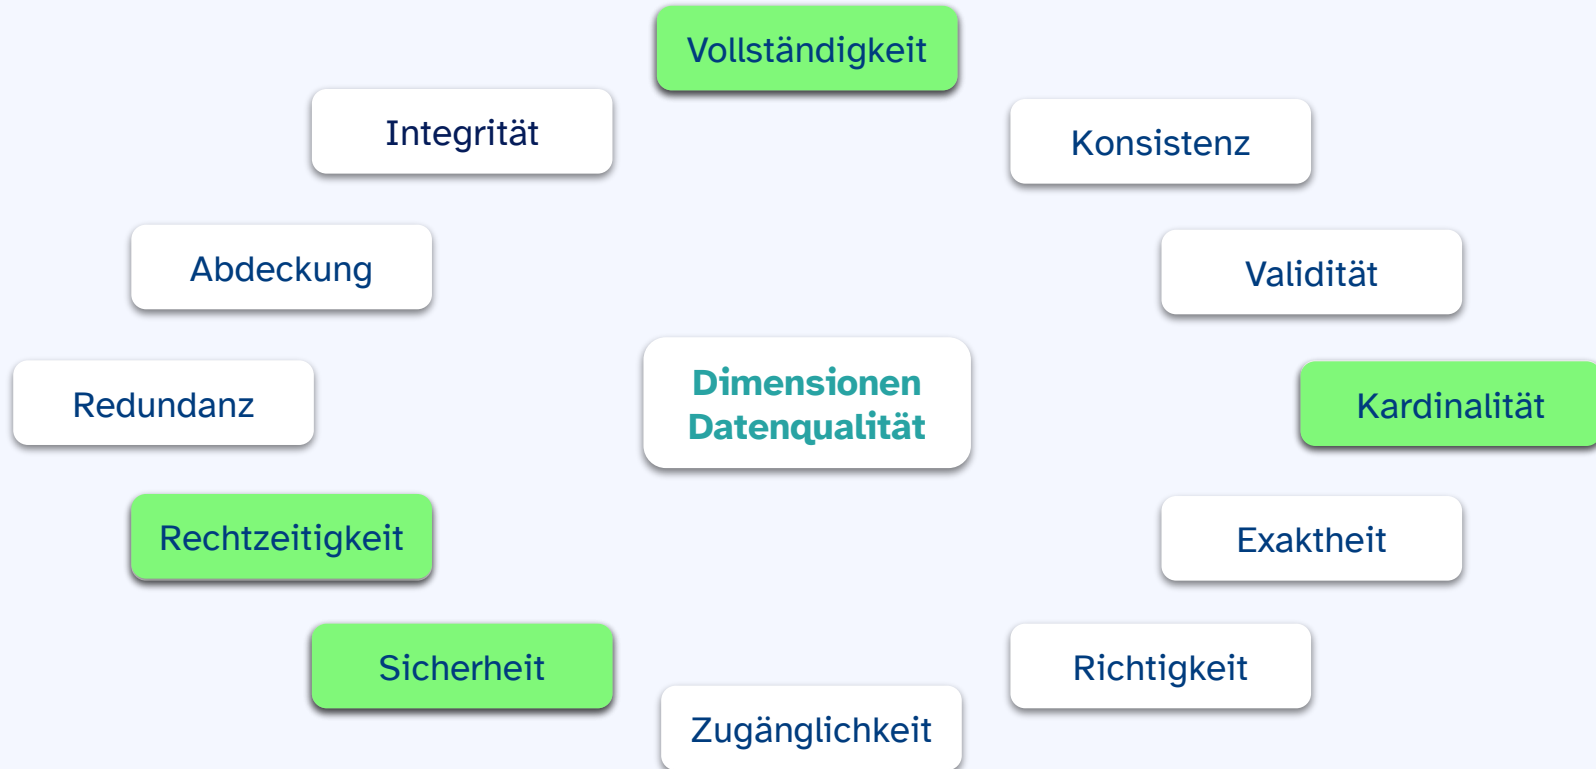 Vollständigkeit
Integrität
Konsistenz
Abdeckung
Validität
Dimensionen
Datenqualität
Redundanz
Kardinalität
Rechtzeitigkeit
Exaktheit
Sicherheit
Richtigkeit
Zugänglichkeit